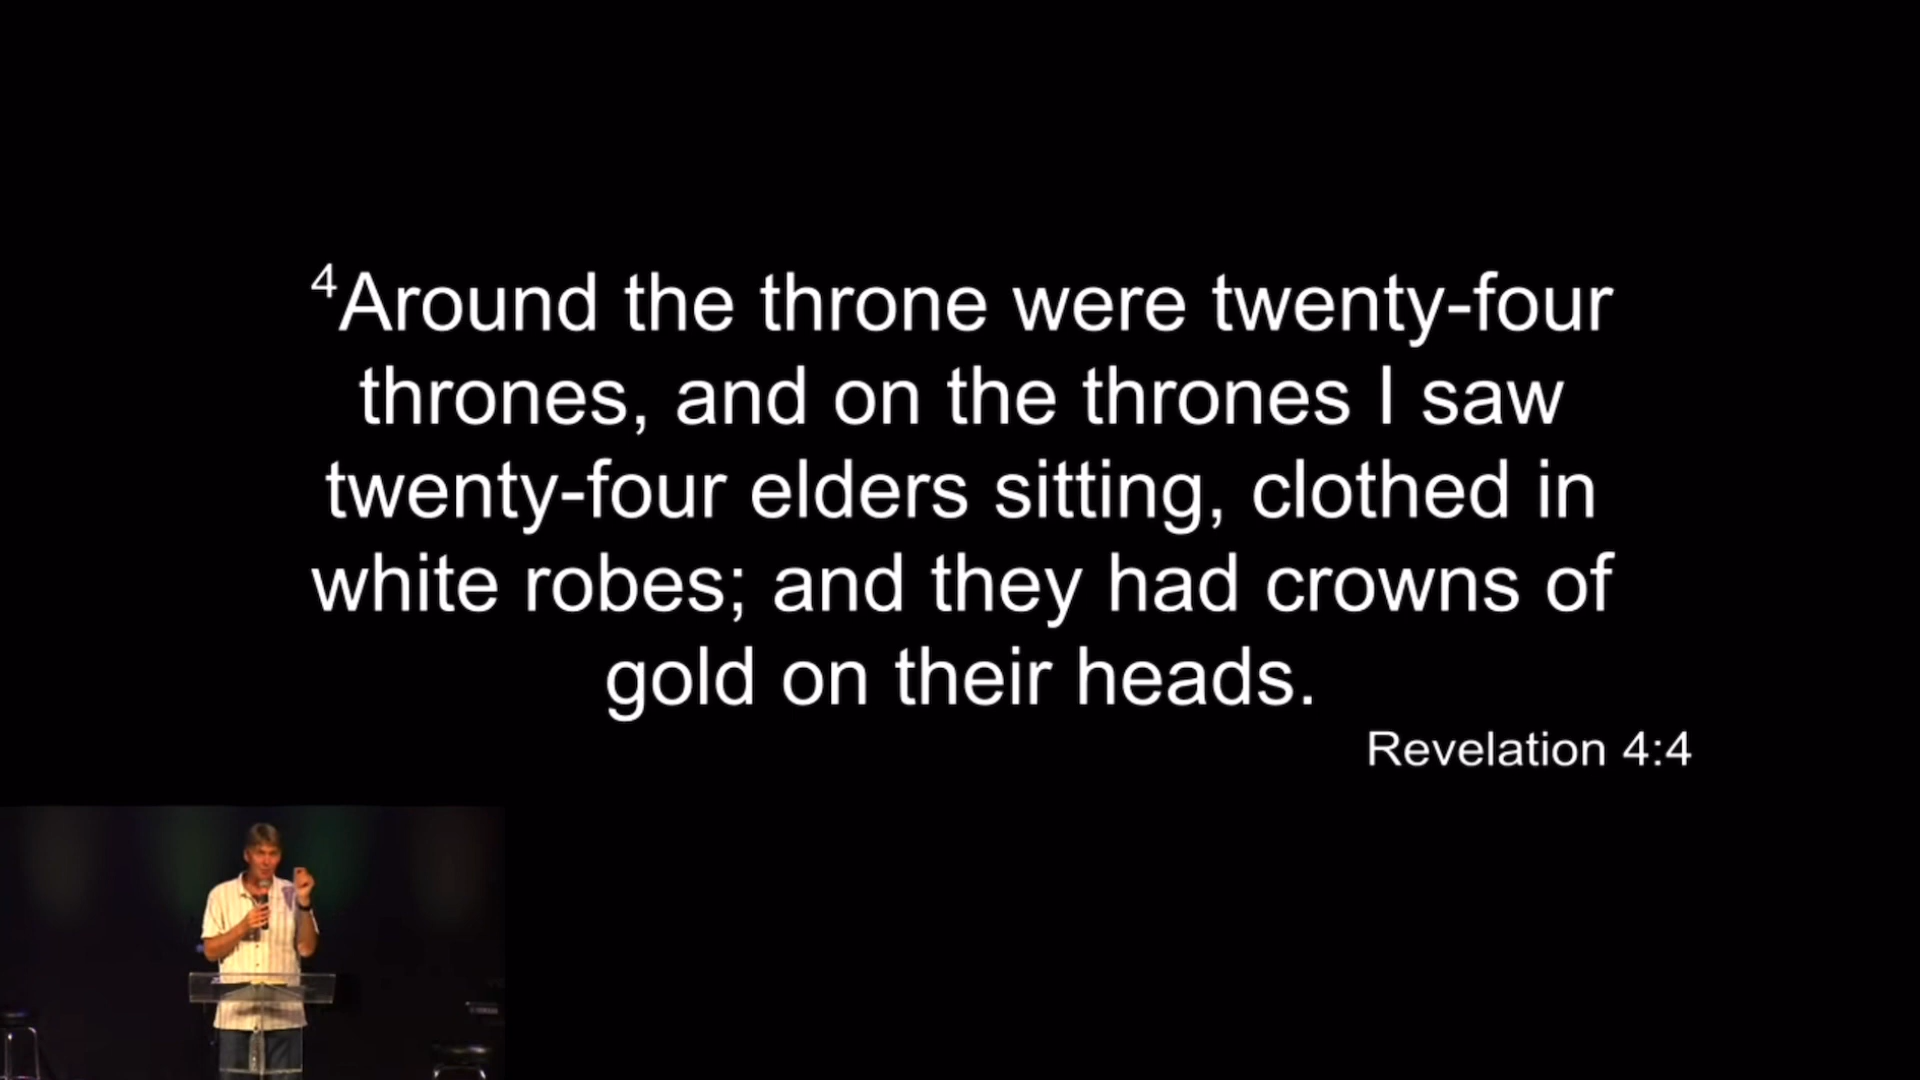 ⁴Around the throne were twenty-four
thrones, and on the thrones I saw
twenty-four elders sitting, clothed in
white robes; and they had crowns of
gold on their heads.
Revelation 4:4